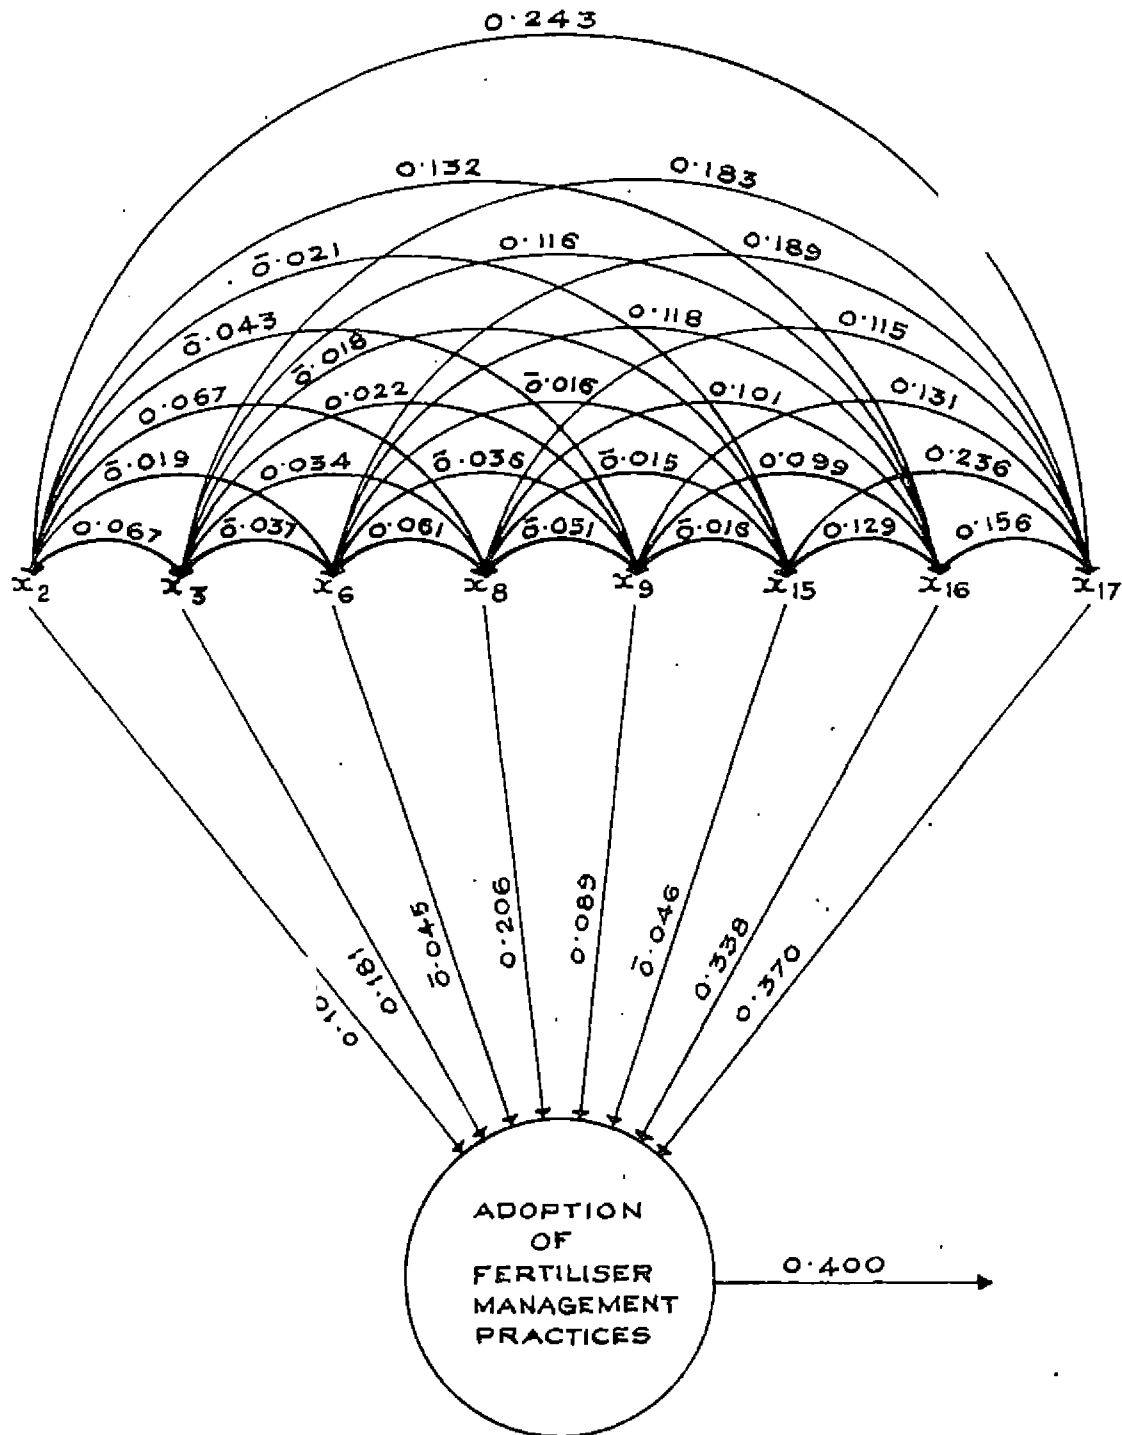 0·243
0·132 0·183
0̄·021 0·116 0·189
0̄·043 0̄·018 0·118 0·115
0·067 0·022 0̄·016 0·101 0·131
0̄·019 0·034 0̄·036 0̄·015 0·099 0·236
0·067 0̄·037 0·061 0̄·051 0̄·016 0·129 0·156
x₂ x₃ x₆ x₈ x₉ x₁₅ x₁₆ x₁₇
0·10 0·181 0̄·045 0·206 0·089 0̄·046 0·338 0·370
ADOPTION
OF
FERTILISER
MANAGEMENT
PRACTICES
0·400